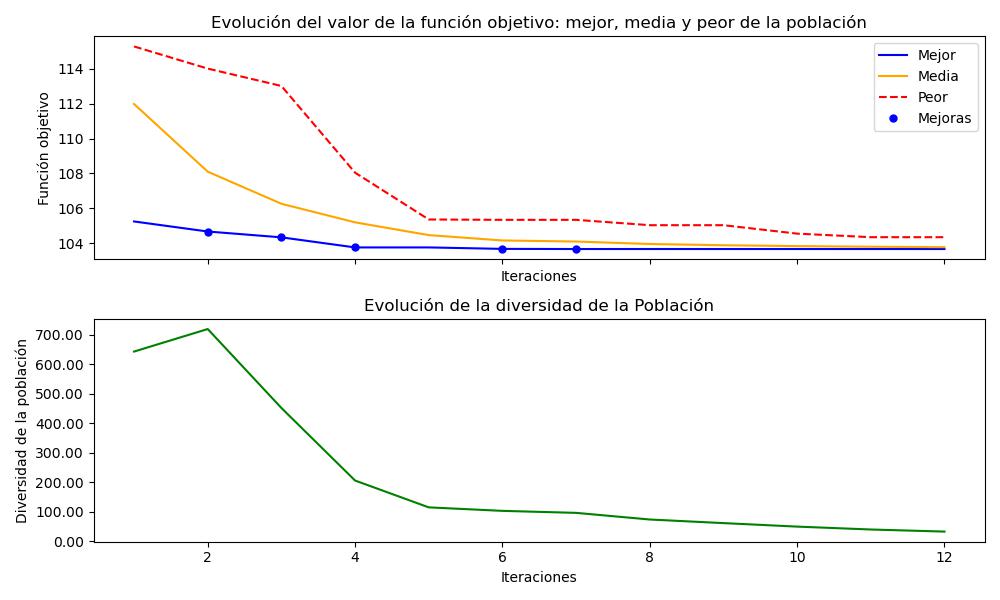 Evolución del valor de la función objetivo: mejor, media y peor de la población
114
112
110
108
106
104
Función objetivo
Mejor
Media
Peor
Mejoras
Iteraciones
Evolución de la diversidad de la Población
700.00
600.00
500.00
400.00
300.00
200.00
100.00
0.00
Diversidad de la población
2 4 6 8 10 12
Iteraciones